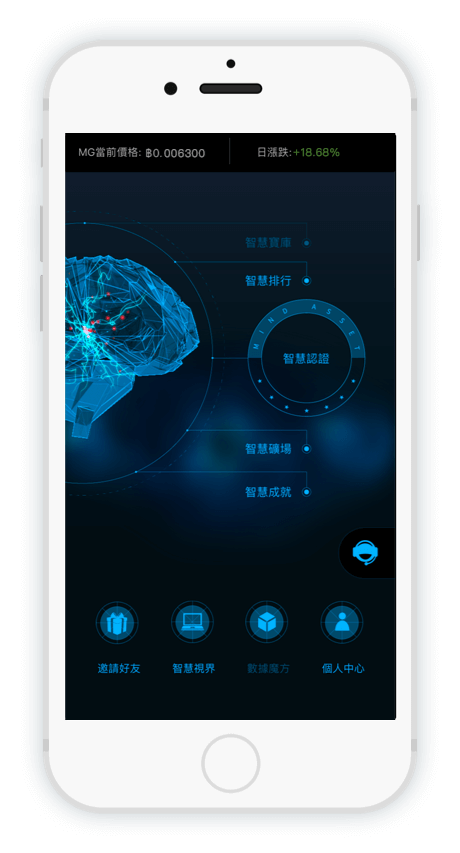 MG當前價格: ฿0.006300 日漲跌:+18.68%
智慧寶庫
智慧排行
MIND ASSET
智慧認證
智慧礦場
智慧成就
邀請好友 智慧視界 數據魔方 個人中心